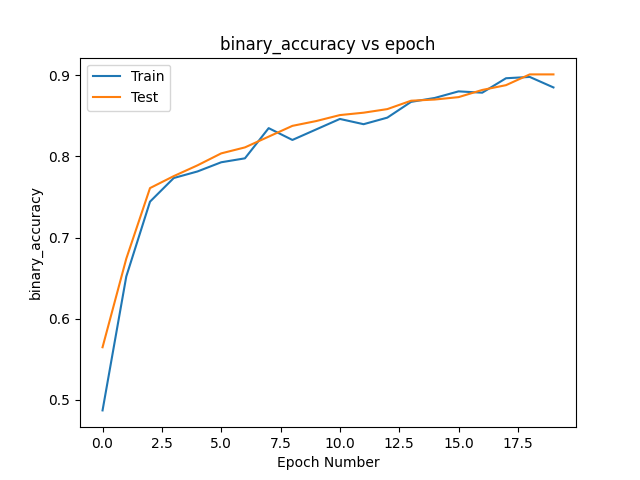 binary_accuracy vs epoch
Train
Test
0.9
0.8
0.7
0.6
0.5
binary_accuracy
0.0 2.5 5.0 7.5 10.0 12.5 15.0 17.5
Epoch Number